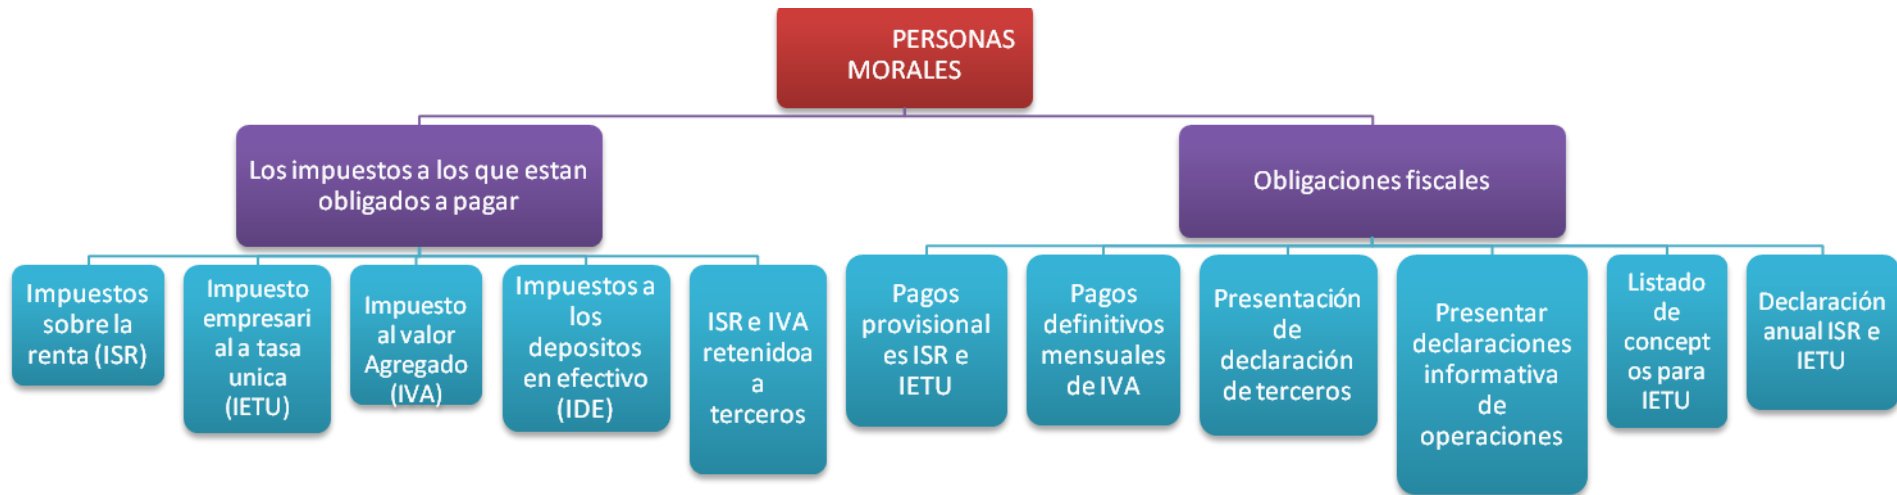 PERSONAS
MORALES
Los impuestos a los que estan
obligados a pagar
Obligaciones fiscales
Impuestos
sobre la
renta (ISR)
Impuesto
empresari
al a tasa
unica
(IETU)
Impuesto
al valor
Agregado
(IVA)
Impuestos a
los
depositos
en efectivo
(IDE)
ISR e IVA
retenidoa
a
terceros
Pagos
provisional
es ISR e
IETU
Pagos
definitivos
mensuales
de IVA
Presentación
de
declaración
de terceros
Presentar
declaraciones
informativa
de
operaciones
Listado
de
concept
os para
IETU
Declaración
anual ISR e
IETU